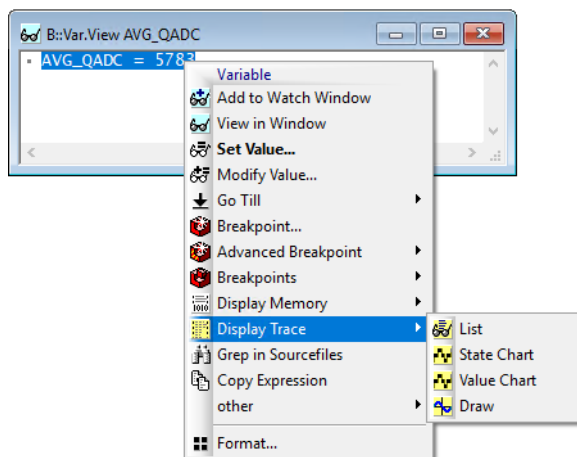 B::Var.View AVG_QADC
AVG_QADC = 5783
Variable
Add to Watch Window
View in Window
Set Value...
Modify Value...
Go Till
Breakpoint...
Advanced Breakpoint
Breakpoints
Display Memory
Display Trace
List
Grep in Sourcefiles
State Chart
Copy Expression
Value Chart
other
Draw
Format...